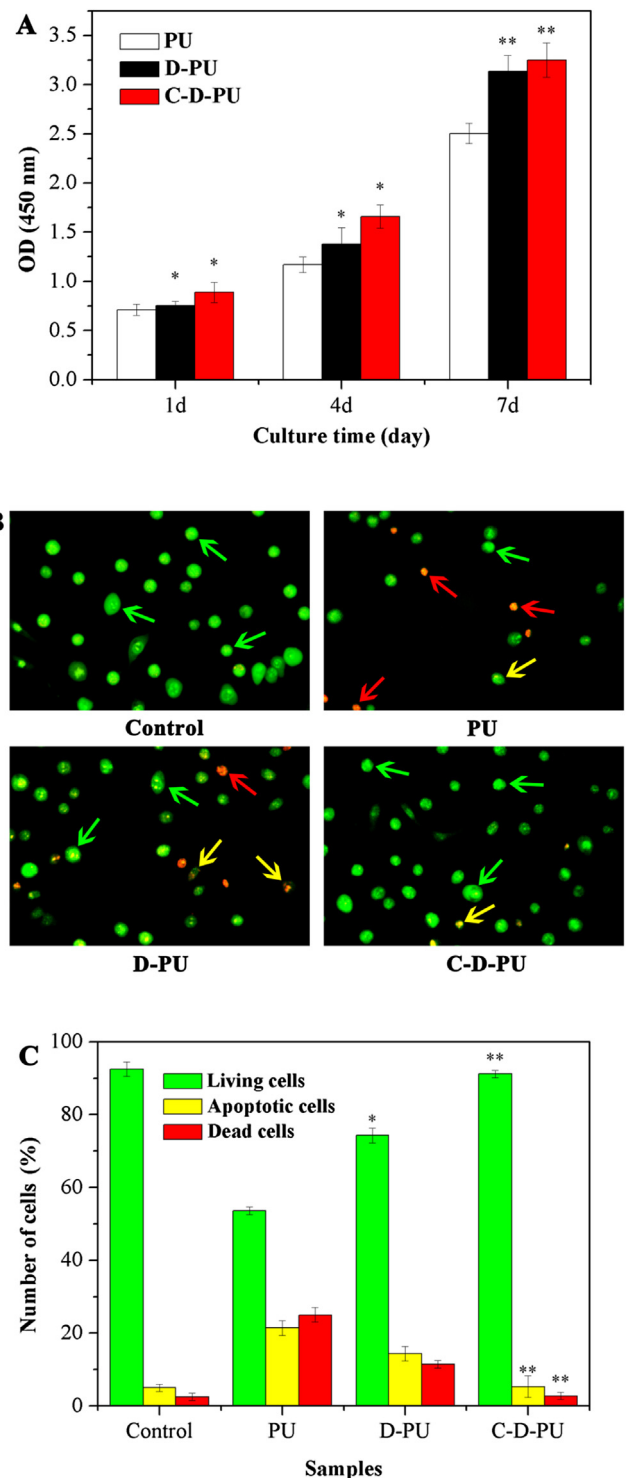 A
3.5
3.0
2.5
2.0
1.5
1.0
0.5
0.0
OD (450 nm)
PU
D-PU
C-D-PU
* *
* *
** **
1d 4d 7d
Culture time (day)
B
Control PU
D-PU C-D-PU
C
100
80
60
40
20
0
Number of cells (%)
Living cells
Apoptotic cells
Dead cells
*
**
** **
Control PU D-PU C-D-PU
Samples